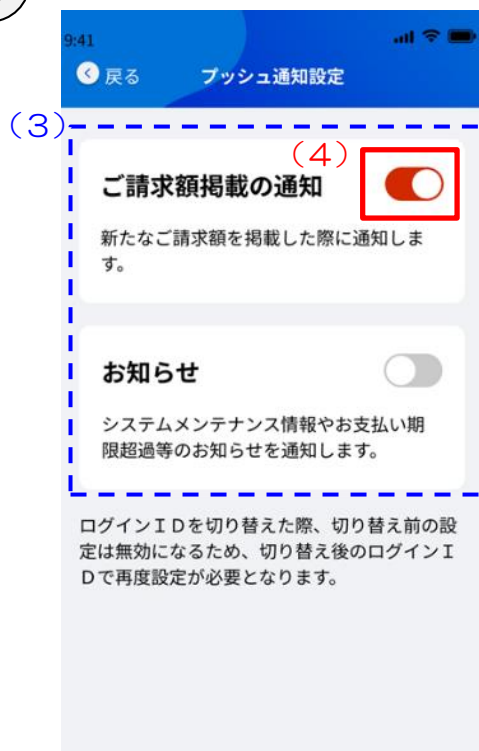 9:41
戻る プッシュ通知設定
（3）
（4）
ご請求額掲載の通知
新たなご請求額を掲載した際に通知しま
す。
お知らせ
システムメンテナンス情報やお支払い期
限超過等のお知らせを通知します。
ログインＩＤを切り替えた際、切り替え前の設
定は無効になるため、切り替え後のログインＩ
Ｄで再度設定が必要となります。